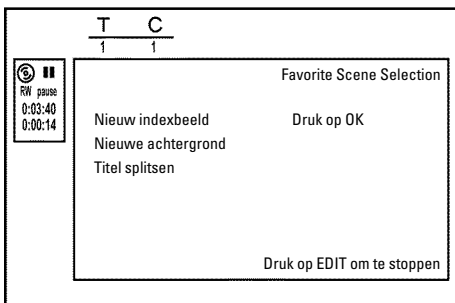 T C
1 1
RW pause
0:03:40
0:00:14
Favorite Scene Selection
Nieuw indexbeeld Druk op OK
Nieuwe achtergrond
Titel splitsen
Druk op EDIT om te stoppen